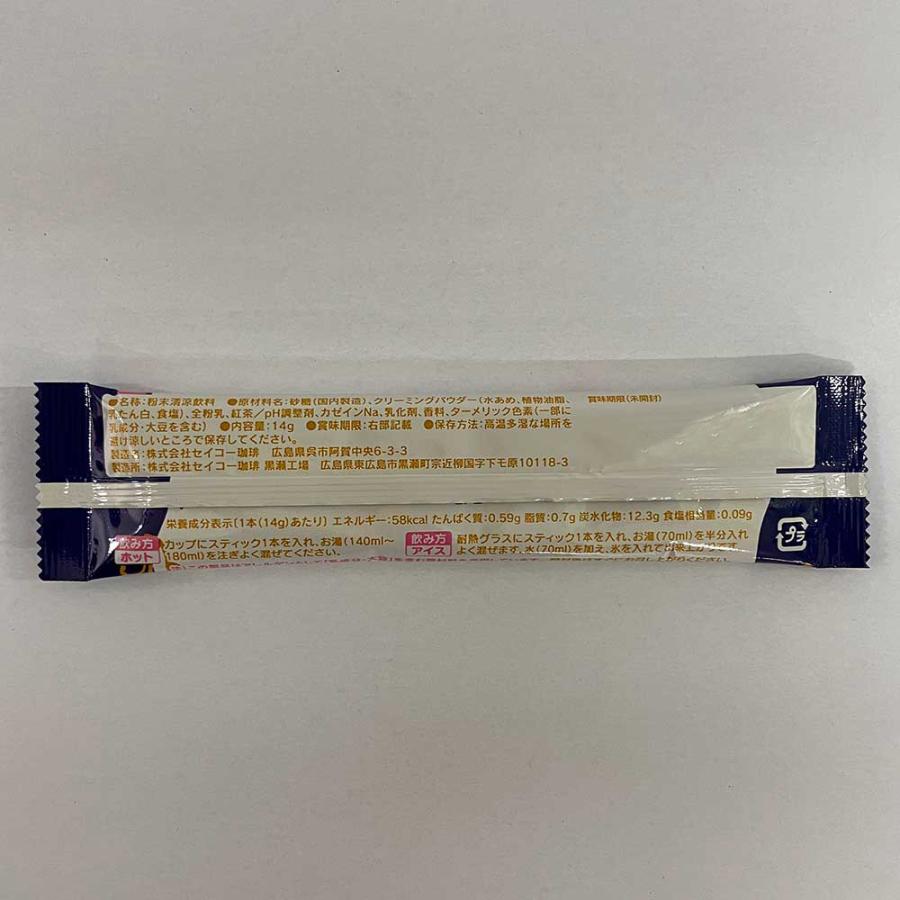 ●名称：粉末清涼飲料 ●原材料名：砂糖（国内製造）、クリーミングパウダー（水あめ、植物油脂、
乳たん白、食塩）、全粉乳、紅茶／pH調整剤、カゼインNa、乳化剤、香料、ターメリック色素（一部に
乳成分・大豆を含む） ●内容量：14g ●賞味期限：右部記載 ●保存方法：高温多湿な場所を
避け涼しいところで保存してください。
製造者：株式会社セイコー珈琲 広島県呉市阿賀中央6-3-3
製造所：株式会社セイコー珈琲 黒瀬工場 広島県東広島市黒瀬町宗近柳国字下モ原10118-3
賞味期限（未開封）
栄養成分表示（1本（14g）あたり） エネルギー：58kcal たんぱく質：0.59g 脂質：0.7g 炭水化物：12.3g 食塩相当量：0.09g
飲み方
ホット
カップにスティック1本を入れ、お湯（140ml～
180ml）を注ぎよく混ぜてください。
飲み方
アイス
耐熱グラスにスティック1本を入れ、お湯（70ml）を半分入れ
よく混ぜます。水（70ml）を加え、氷を入れて出来上がりです。
プラ